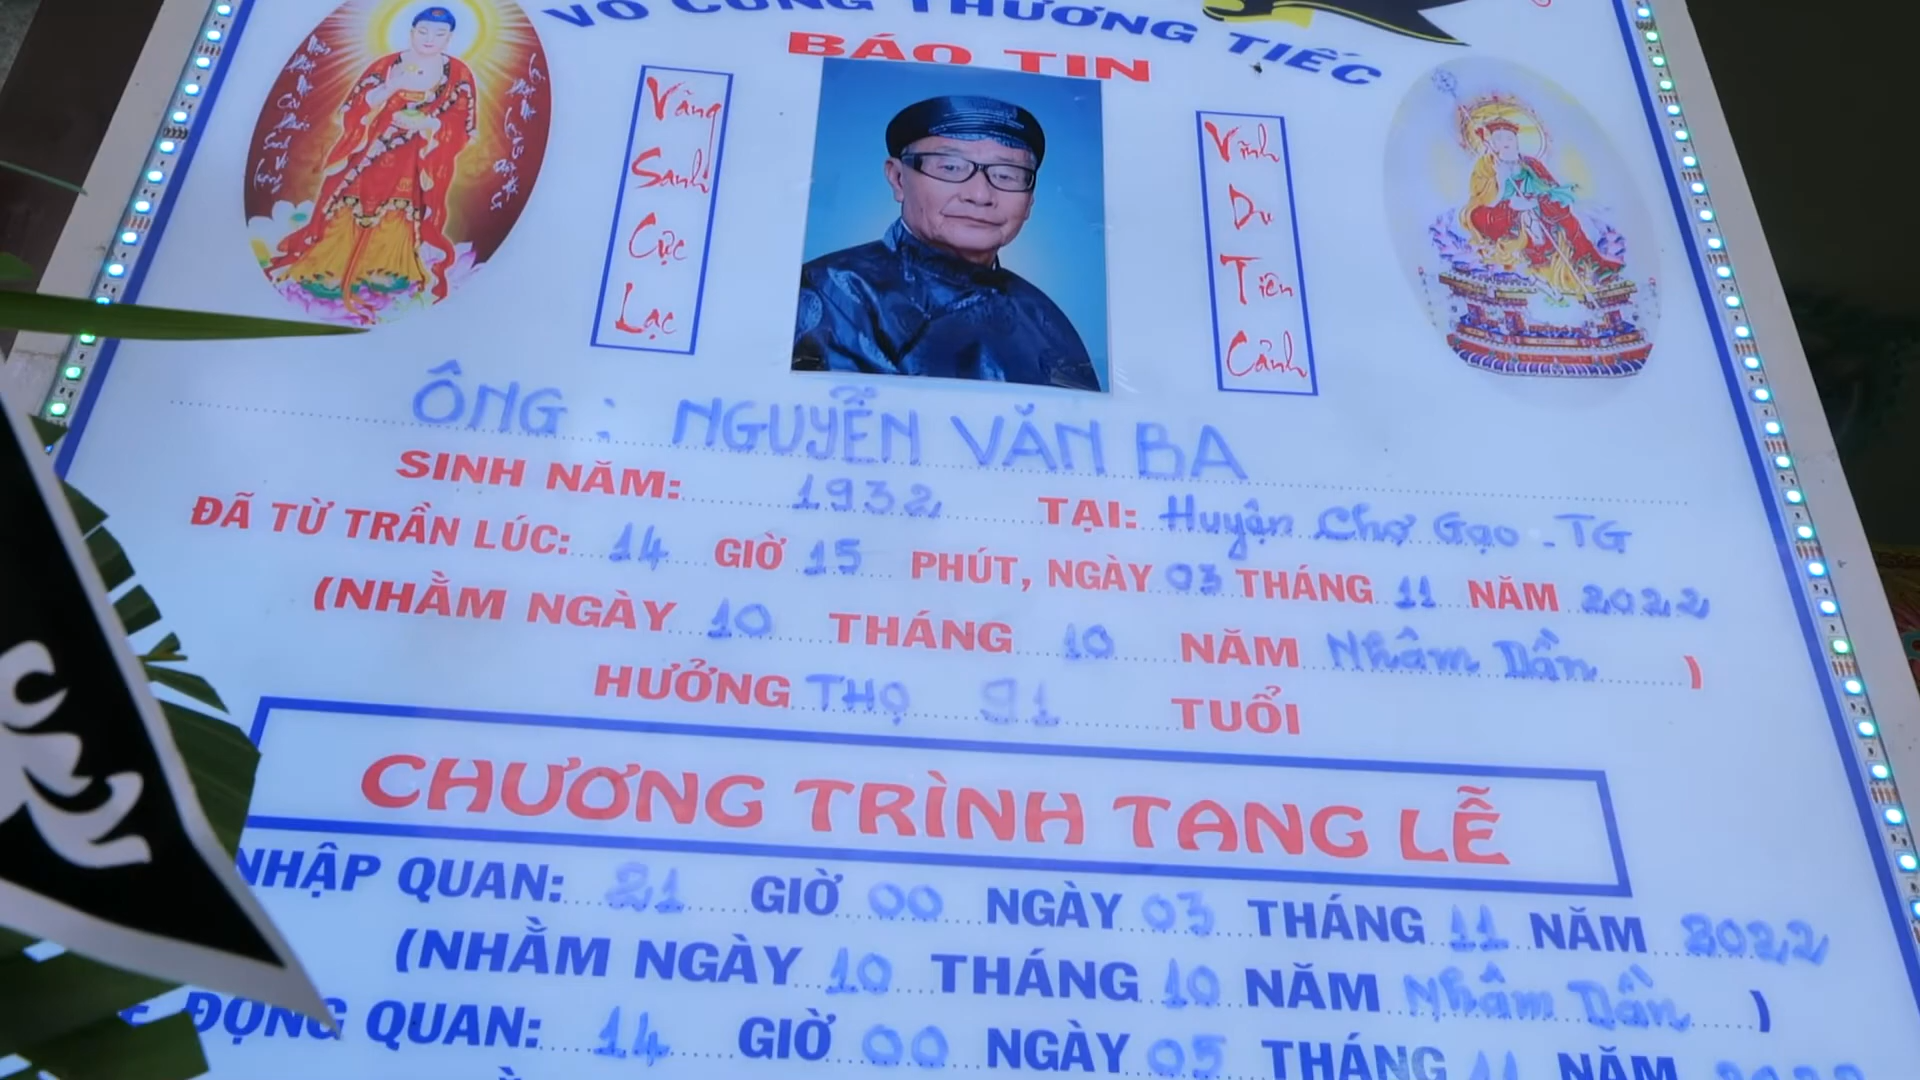 VÔ CÙNG THƯƠNG TIẾC
BÁO TIN
Vãng
Sanh
Cực
Lạc
Vĩnh
Du
Tiên
Cảnh
ÔNG : NGUYỄN VĂN BA
SINH NĂM: 1932 TẠI: Huyện Chợ Gạo - TG
ĐÃ TỪ TRẦN LÚC: 14 GIỜ 15 PHÚT, NGÀY 03 THÁNG 11 NĂM 2022
(NHẰM NGÀY 10 THÁNG 10 NĂM Nhâm Dần )
HƯỞNG THỌ 91 TUỔI
CHƯƠNG TRÌNH TANG LỄ
NHẬP QUAN: 21 GIỜ 00 NGÀY 03 THÁNG 11 NĂM 2022
(NHẰM NGÀY 10 THÁNG 10 NĂM Nhâm Dần )
ĐỘNG QUAN: 14 GIỜ 00 NGÀY 05 THÁNG 11 NĂM 2022